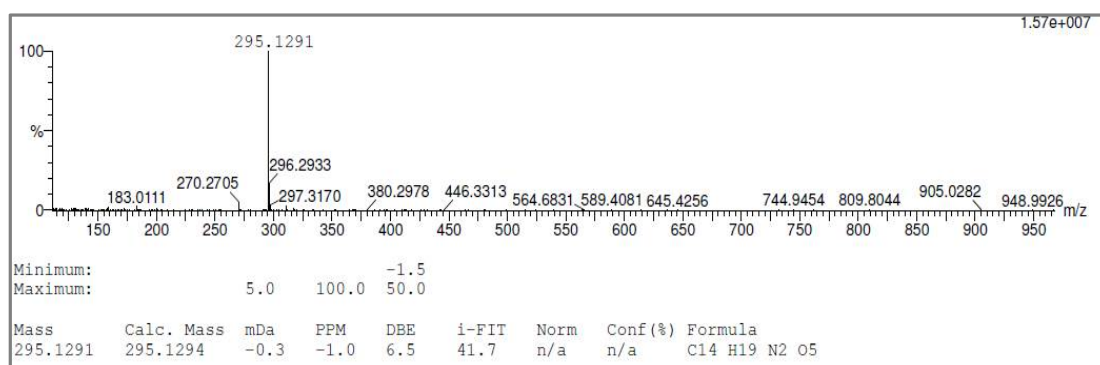 1.57e+007
295.1291
100
%
296.2933
270.2705
297.3170
183.0111
380.2978
446.3313
564.6831
589.4081
645.4256
744.9454
809.8044
905.0282
948.9926
0
m/z
150 200 250 300 350 400 450 500 550 600 650 700 750 800 850 900 950
Minimum: -1.5
Maximum: 5.0 100.0 50.0
Mass Calc. Mass mDa PPM DBE i-FIT Norm Conf(%) Formula
295.1291 295.1294 -0.3 -1.0 6.5 41.7 n/a n/a C14 H19 N2 O5